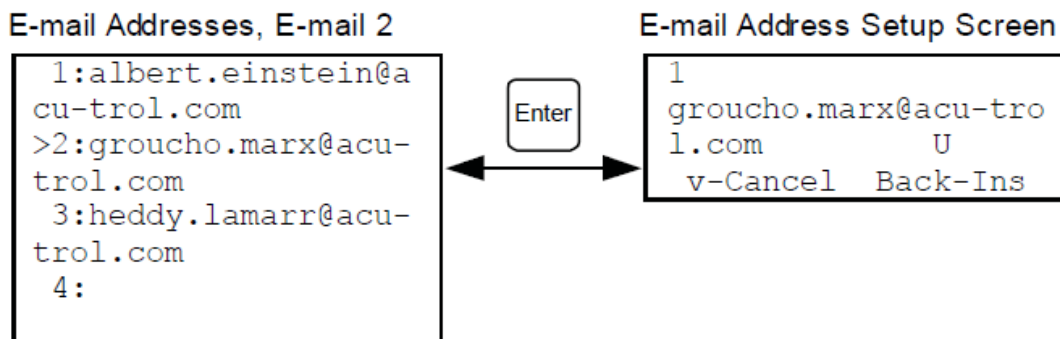 E-mail Addresses, E-mail 2
1:albert.einstein@a
cu-trol.com
>2:groucho.marx@acu-
trol.com
3:heddy.lamarr@acu-
trol.com
4:
Enter
E-mail Address Setup Screen
1
groucho.marx@acu-tro
l.com U
v-Cancel Back-Ins